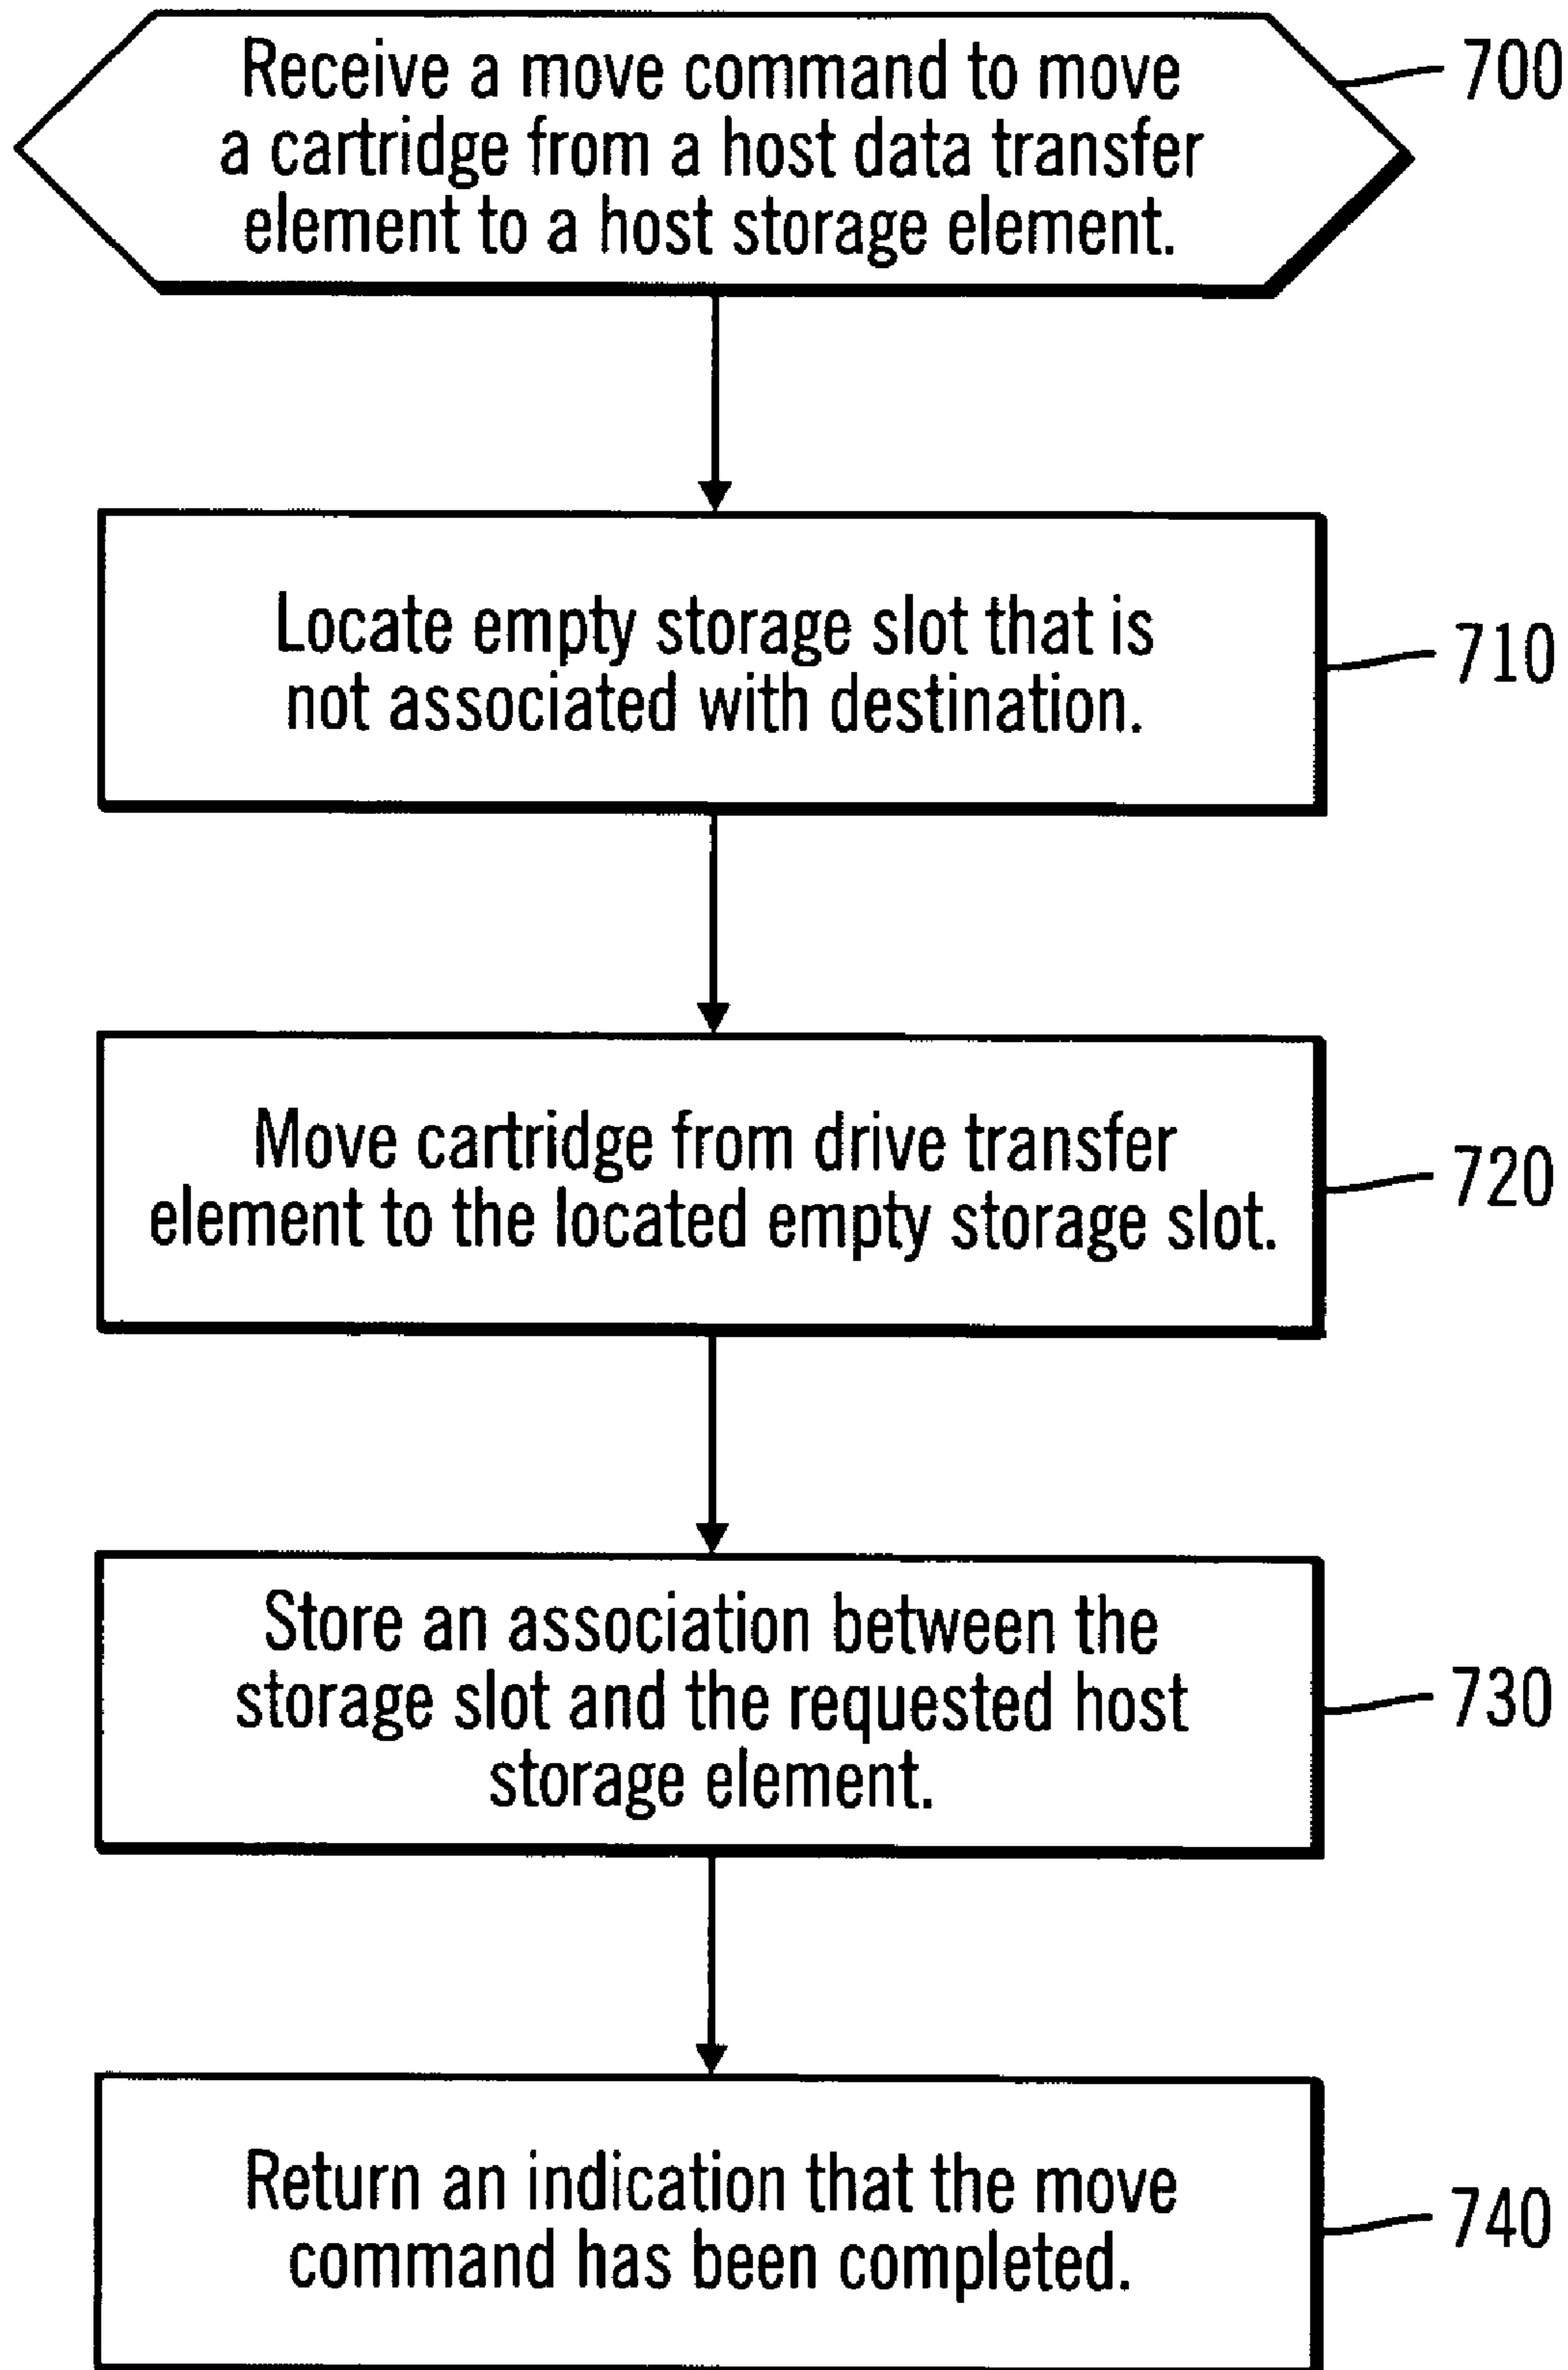 Receive a move command to move
a cartridge from a host data transfer
element to a host storage element.
700
Locate empty storage slot that is
not associated with destination.
710
Move cartridge from drive transfer
element to the located empty storage slot.
720
Store an association between the
storage slot and the requested host
storage element.
730
Return an indication that the move
command has been completed.
740